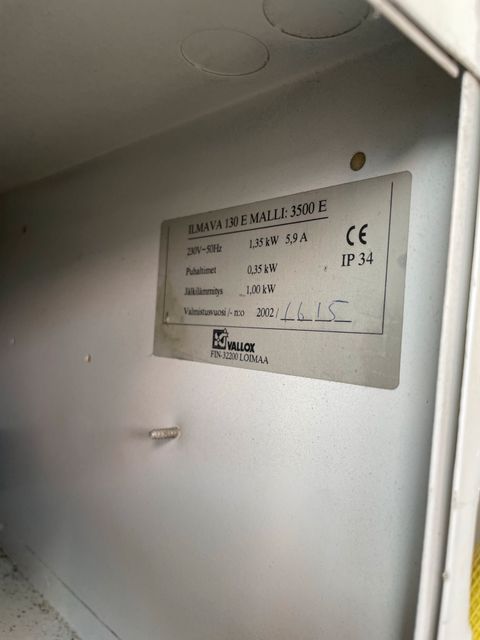 ILMAVA 130 E MALLI: 3500 E
230V~50Hz 1,35 kW 5,9 A
CE
Puhaltimet 0,35 kW
IP 34
Jälkilämmitys 1,00 kW
Valmistusvuosi /- n:o 2002 / 1615
VALLOX
FIN-32200 LOIMAA